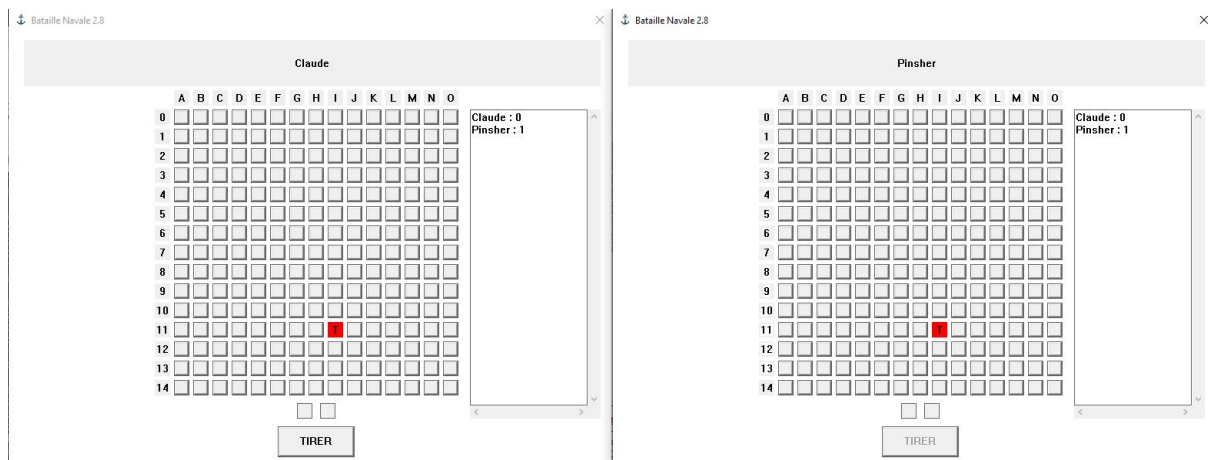 Bataille Navale 2.8
Claude
A B C D E F G H I J K L M N O
0
1
2
3
4
5
6
7
8
9
10
11 T
12
13
14
Claude : 0
Pinsher : 1
TIRER
Bataille Navale 2.8
Pinsher
A B C D E F G H I J K L M N O
0
1
2
3
4
5
6
7
8
9
10
11 T
12
13
14
Claude : 0
Pinsher : 1
TIRER